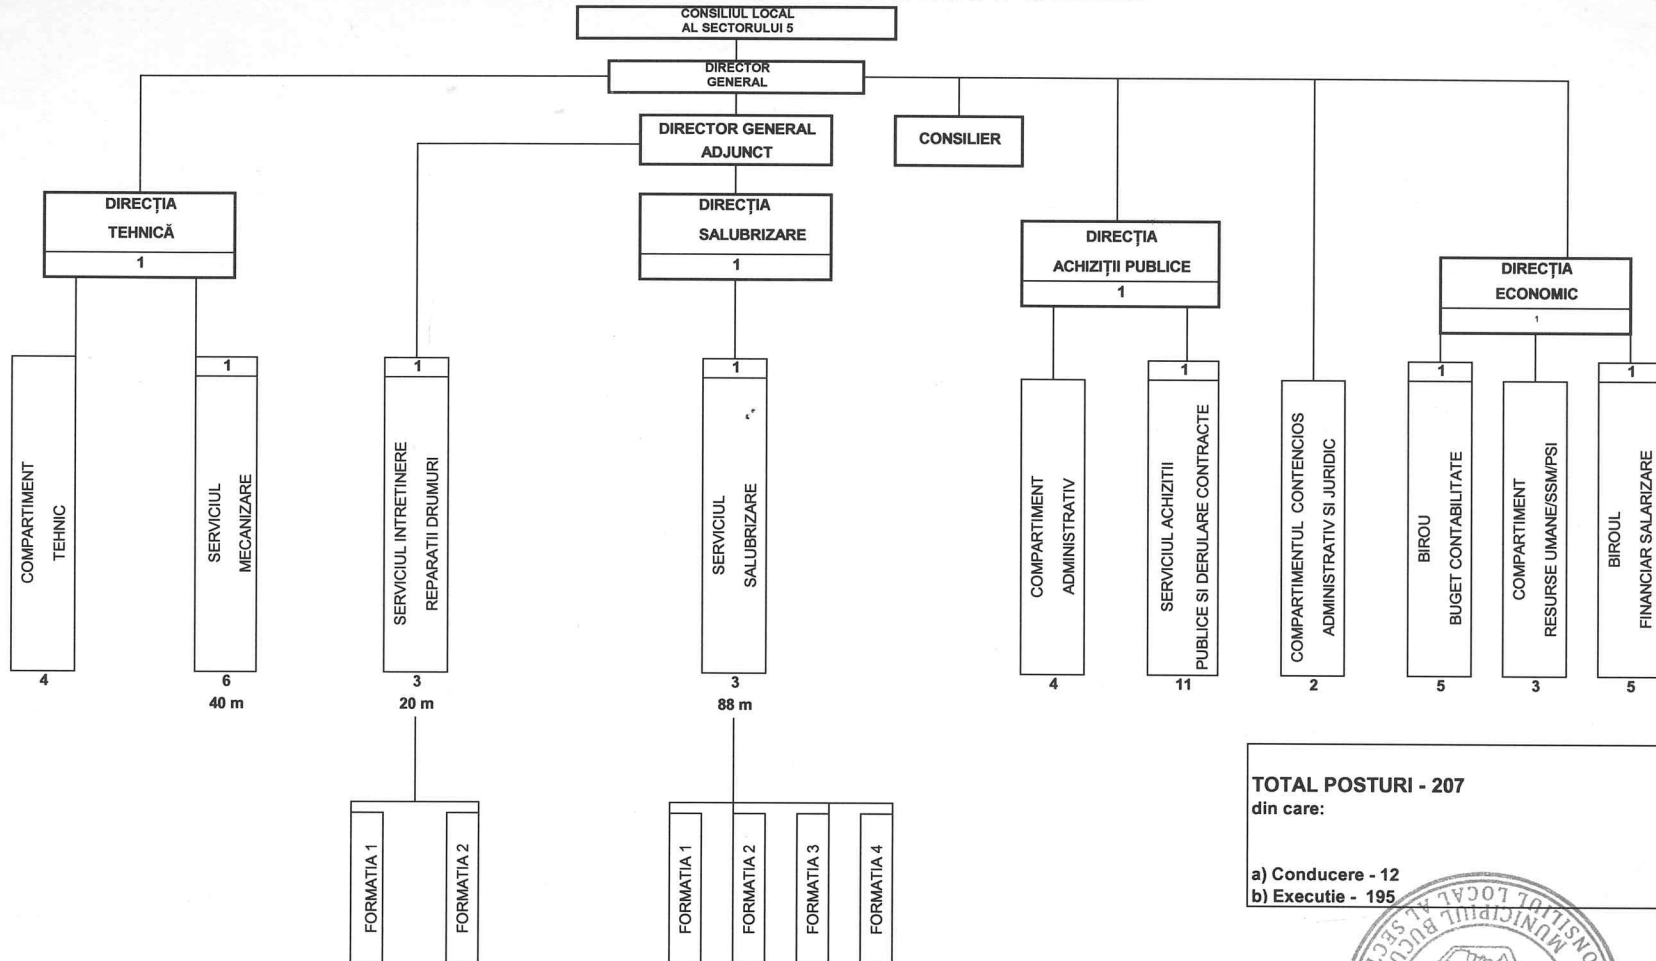 CONSILIUL LOCAL
AL SECTORULUI 5
DIRECTOR
GENERAL
DIRECTOR GENERAL
ADJUNCT
CONSILIER
DIRECȚIA
TEHNICĂ
1
DIRECȚIA
SALUBRIZARE
1
DIRECȚIA
ACHIZIȚII PUBLICE
1
DIRECȚIA
ECONOMIC
1
COMPARTIMENT
TEHNIC
4
1
SERVICIUL
MECANIZARE
6
40 m
1
SERVICIUL INTRETINERE
REPARATII DRUMURI
3
20 m
1
SERVICIUL
SALUBRIZARE
3
88 m
COMPARTIMENT
ADMINISTRATIV
4
1
SERVICIUL ACHIZITII
PUBLICE SI DERULARE CONTRACTE
11
COMPARTIMENTUL CONTENCIOS
ADMINISTRATIV SI JURIDIC
2
1
BIROU
BUGET CONTABILITATE
5
COMPARTIMENT
RESURSE UMANE/SSM/PSI
3
1
BIROUL
FINANCIAR SALARIZARE
5
FORMATIA 1
FORMATIA 2
FORMATIA 1
FORMATIA 2
FORMATIA 3
FORMATIA 4
TOTAL POSTURI - 207
din care:
a) Conducere - 12
b) Executie - 195
MUNICIPIUL
LOCAL AL